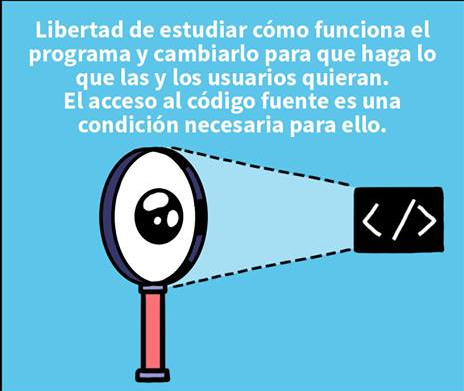 Libertad de estudiar cómo funciona el
programa y cambiarlo para que haga lo
que las y los usuarios quieran.
El acceso al código fuente es una
condición necesaria para ello.
</>